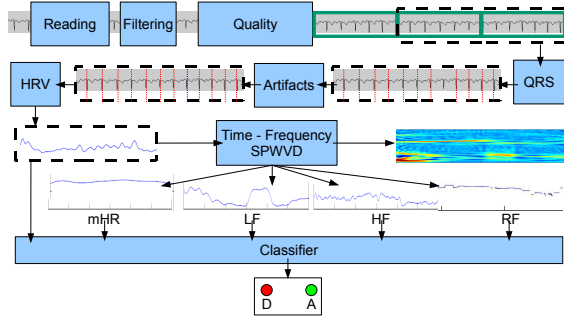 Reading
Filtering
Quality
HRV
Artifacts
QRS
Time - Frequency
SPWVD
mHR
LF
HF
RF
Classifier
D
A